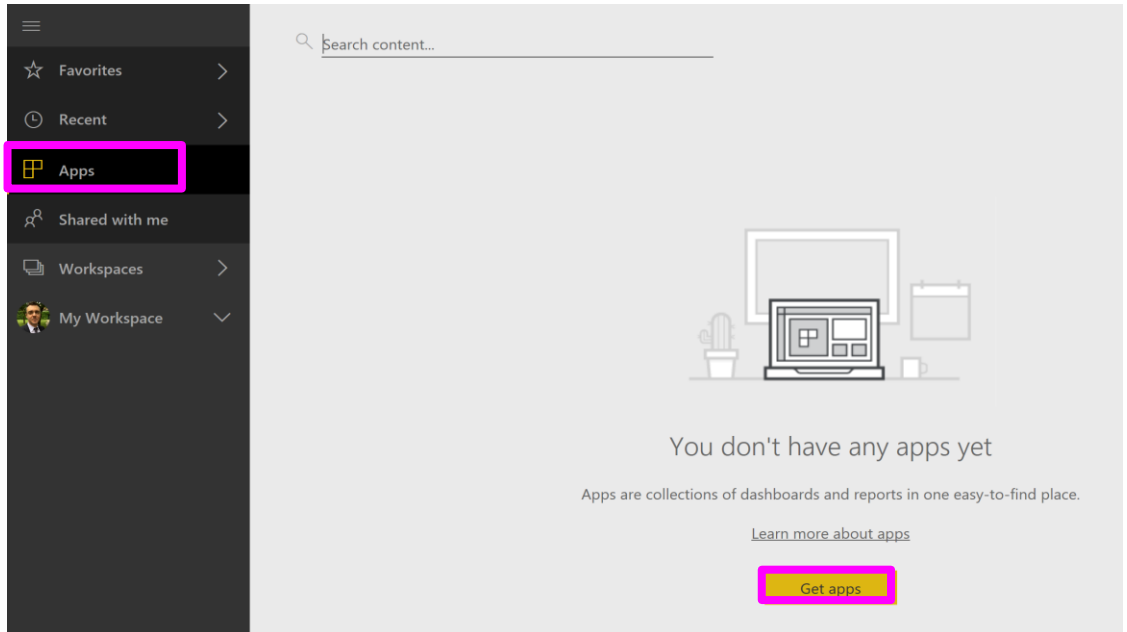 Search content...
Favorites
Recent
Apps
Shared with me
Workspaces
My Workspace
You don't have any apps yet
Apps are collections of dashboards and reports in one easy-to-find place.
Learn more about apps
Get apps